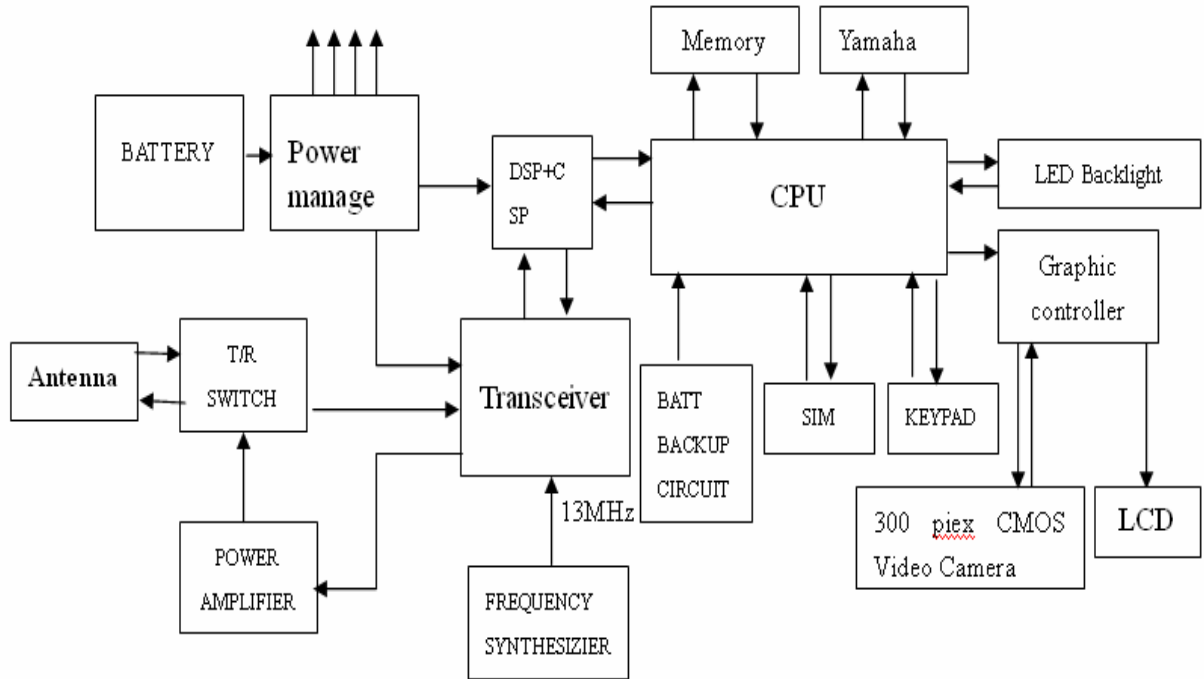 Memory
Yamaha
BATTERY
Power
manage
DSP+C
SP
CPU
LED Backlight
Graphic
controller
Antenna
T/R
SWITCH
Transceiver
BATT
BACKUP
CIRCUIT
SIM
KEYPAD
13MHz
300 piex CMOS
Video Camera
LCD
POWER
AMPLIFIER
FREQUENCY
SYNTHESIZIER